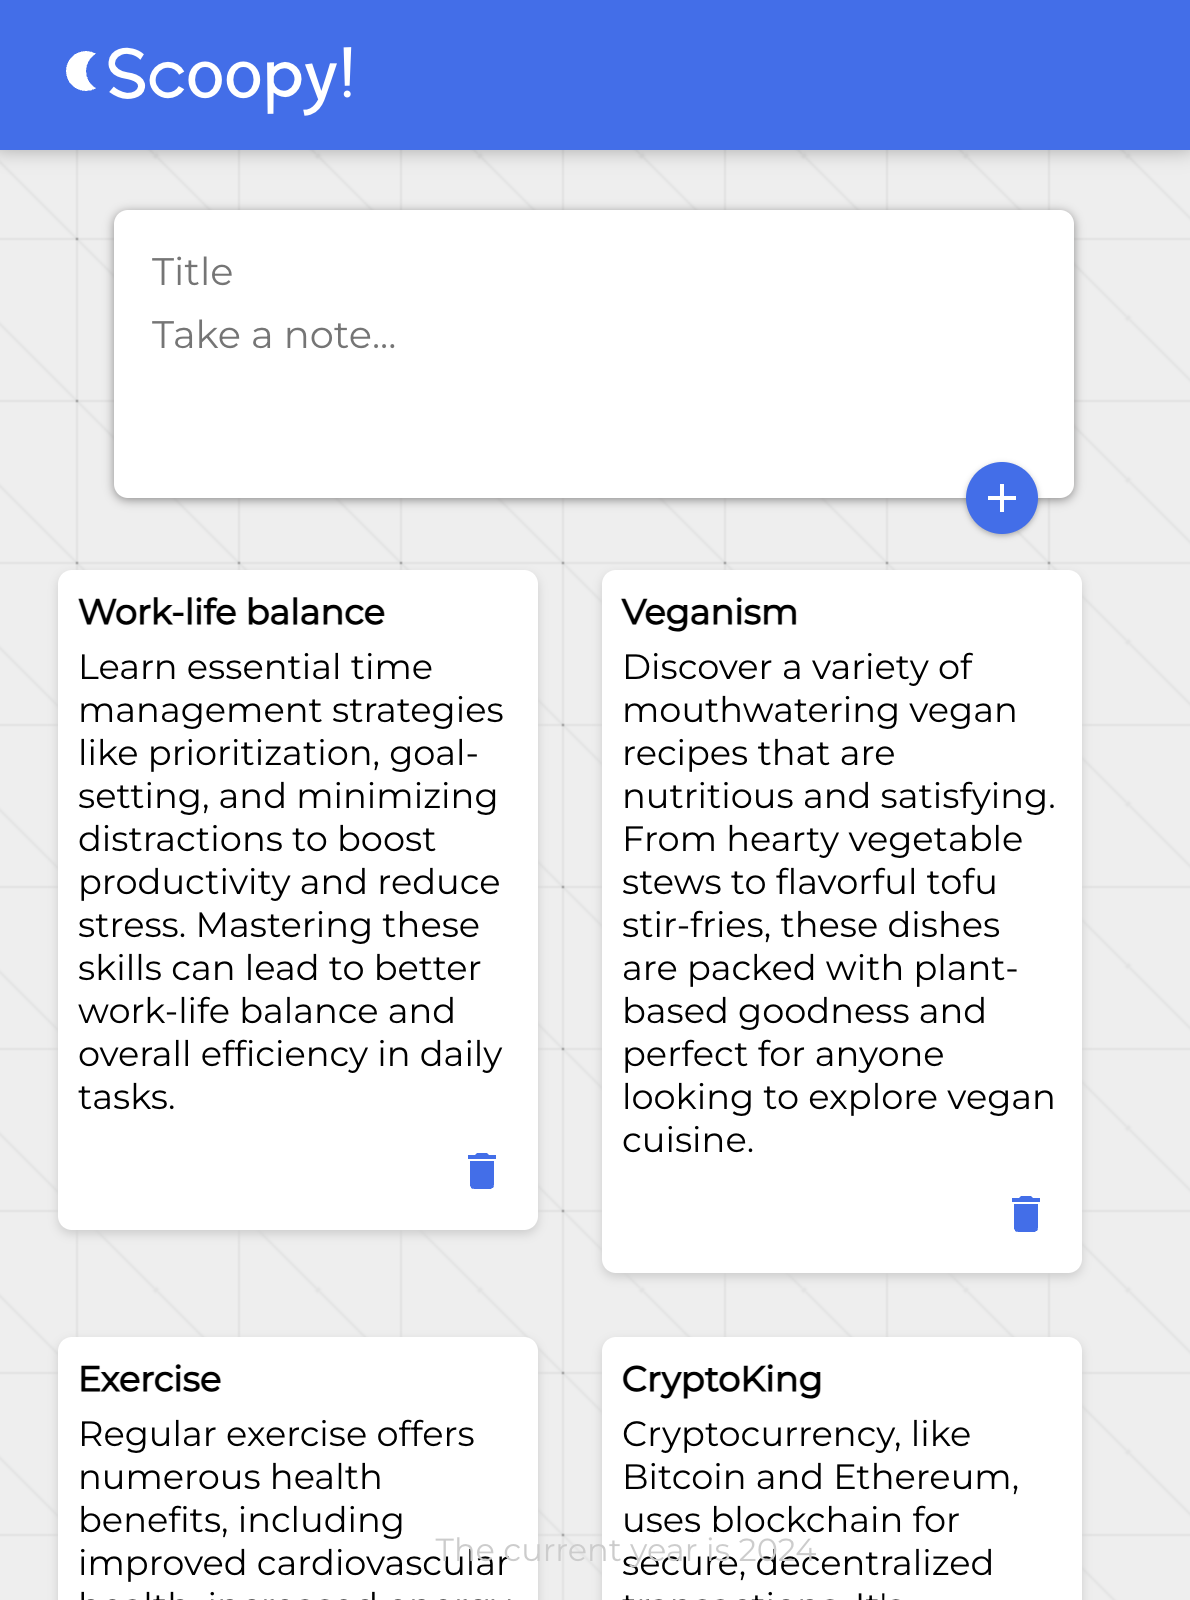 Scoopy!
Title
Take a note...
Work-life balance
Learn essential time
management strategies
like prioritization, goal-
setting, and minimizing
distractions to boost
productivity and reduce
stress. Mastering these
skills can lead to better
work-life balance and
overall efficiency in daily
tasks.
Veganism
Discover a variety of
mouthwatering vegan
recipes that are
nutritious and satisfying.
From hearty vegetable
stews to flavorful tofu
stir-fries, these dishes
are packed with plant-
based goodness and
perfect for anyone
looking to explore vegan
cuisine.
Exercise
Regular exercise offers
numerous health
benefits, including
improved cardiovascular
health, increased energy
CryptoKing
Cryptocurrency, like
Bitcoin and Ethereum,
uses blockchain for
secure, decentralized
transactions. It's
The current year is 2024